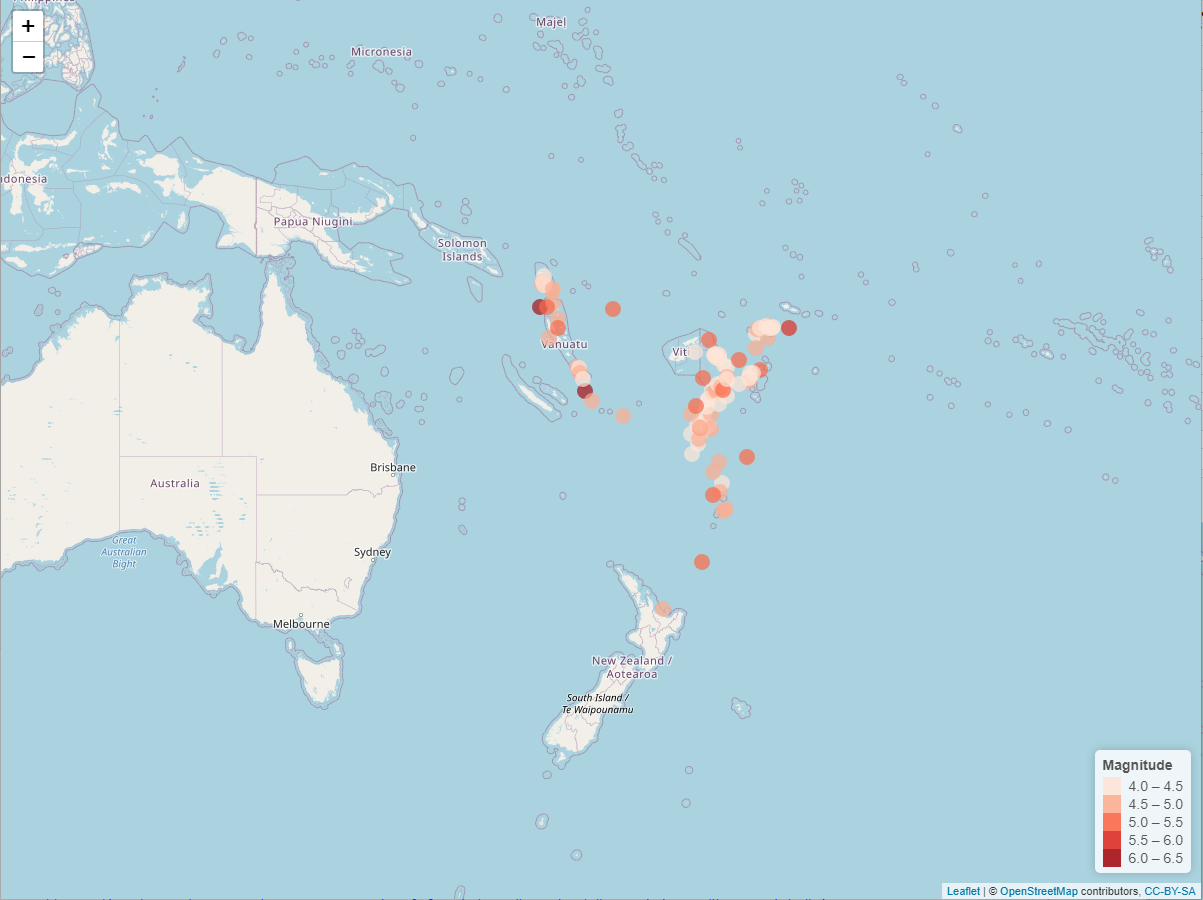 +
−
Majel
Micronesia
donesia
Papua Niugini
Solomon
Islands
Vanuatu
Viti
Brisbane
Australia
Great
Australian
Bight
Sydney
Melbourne
New Zealand /
Aotearoa
South Island /
Te Waipounamu
Magnitude
4.0 – 4.5
4.5 – 5.0
5.0 – 5.5
5.5 – 6.0
6.0 – 6.5
Leaflet | © OpenStreetMap contributors, CC-BY-SA